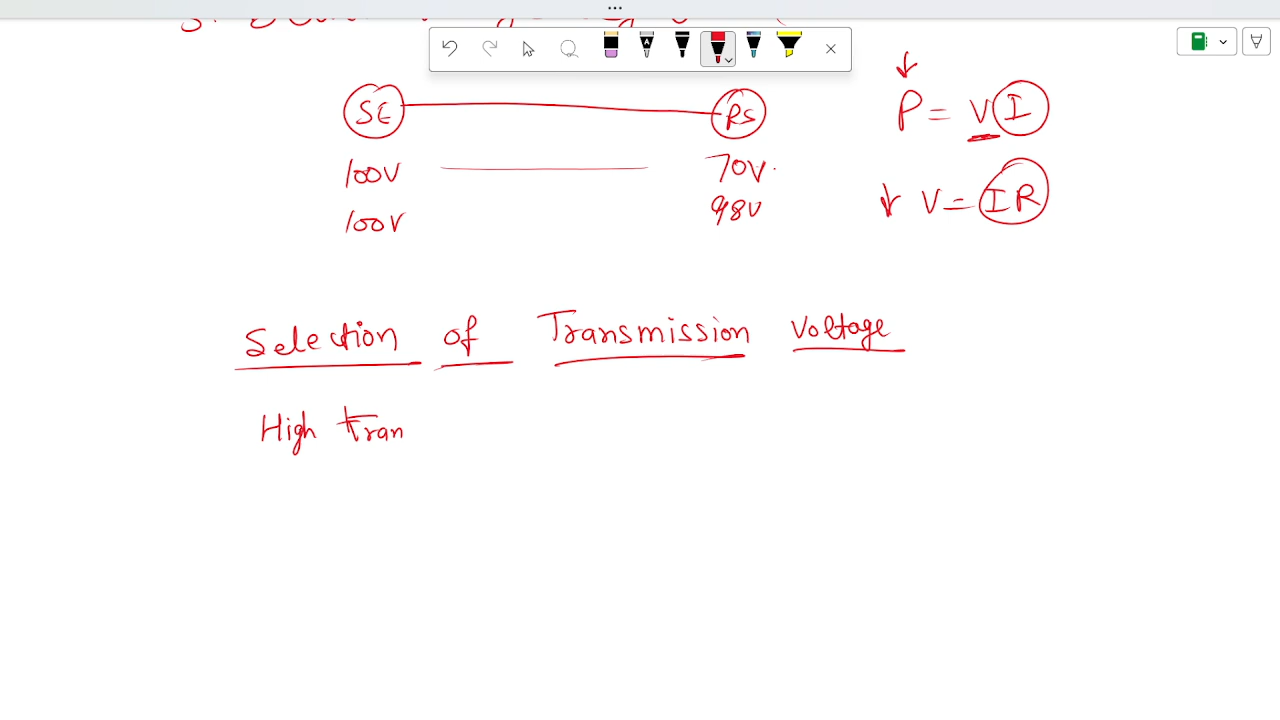 SE RS
P = VI
100V 70V
V = IR
100V 98V
Selection of Transmission Voltage
High tran